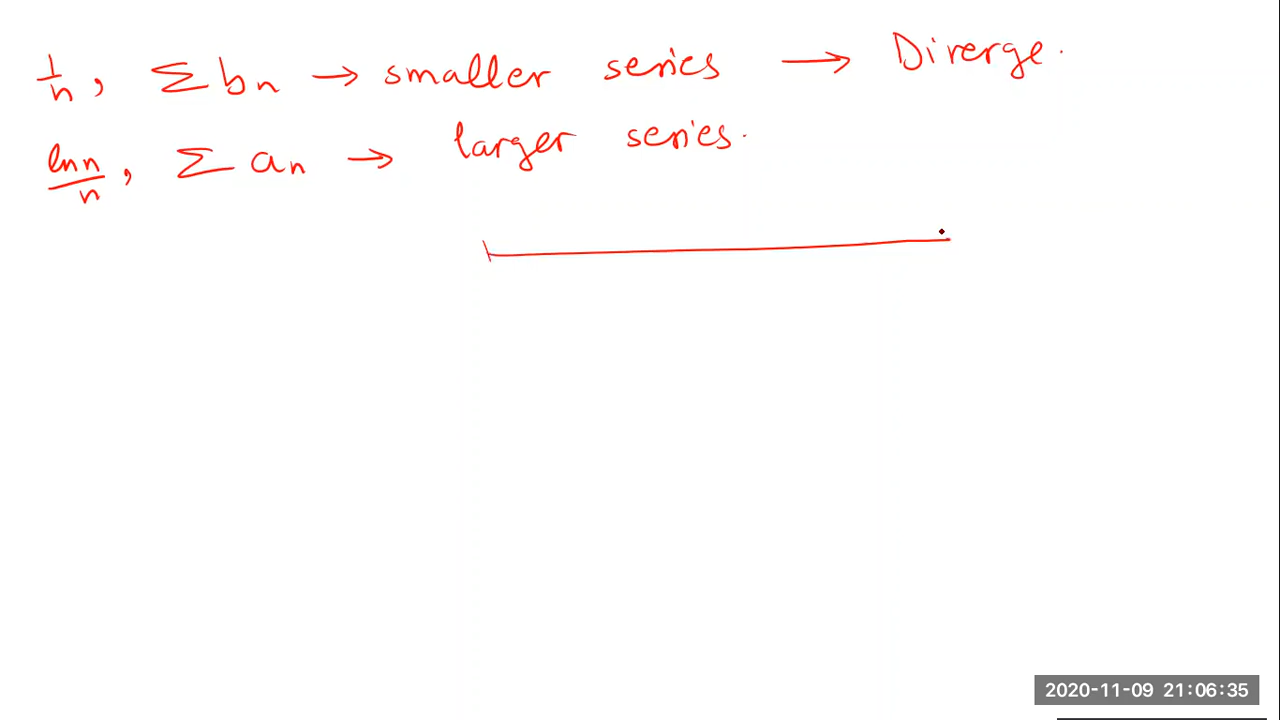 1/n, Σ bn → smaller series → Diverge.
ln n/n, Σ an → larger series.
2020-11-09 21:06:35